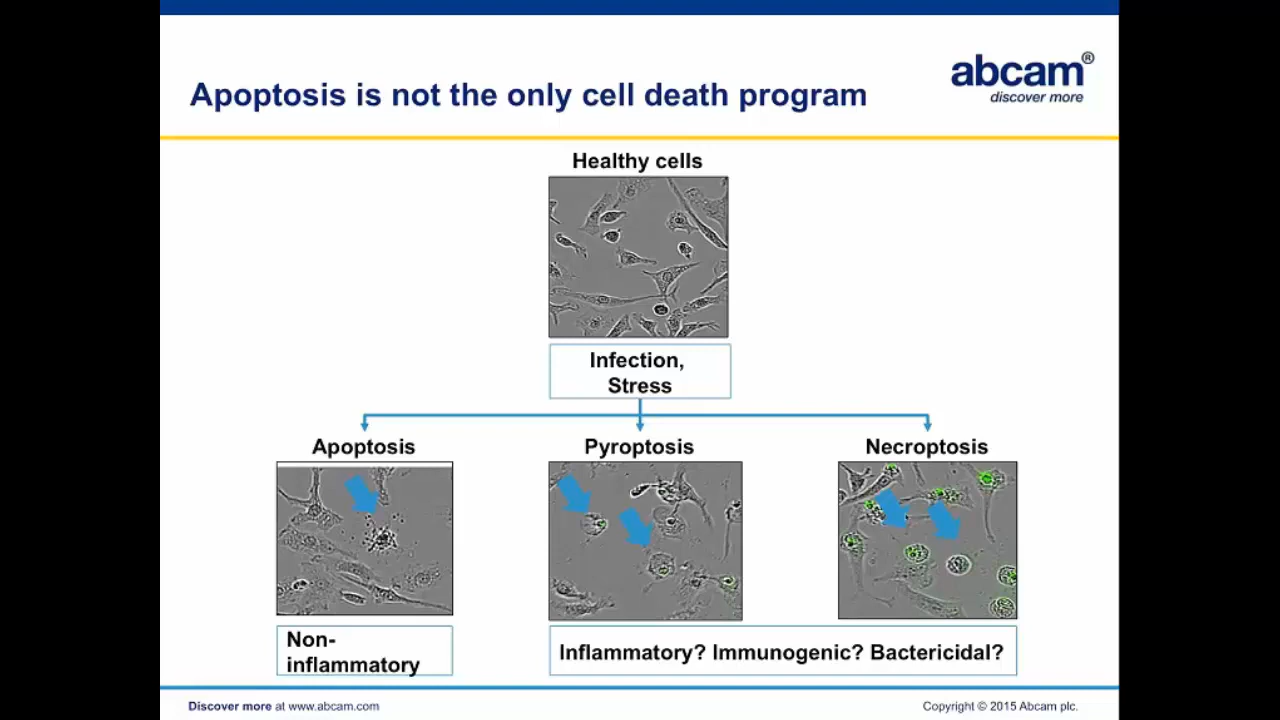 abcam®
discover more
Apoptosis is not the only cell death program
Healthy cells
Infection,
Stress
Apoptosis
Pyroptosis
Necroptosis
Non-
inflammatory
Inflammatory? Immunogenic? Bactericidal?
Discover more at www.abcam.com
Copyright © 2015 Abcam plc.